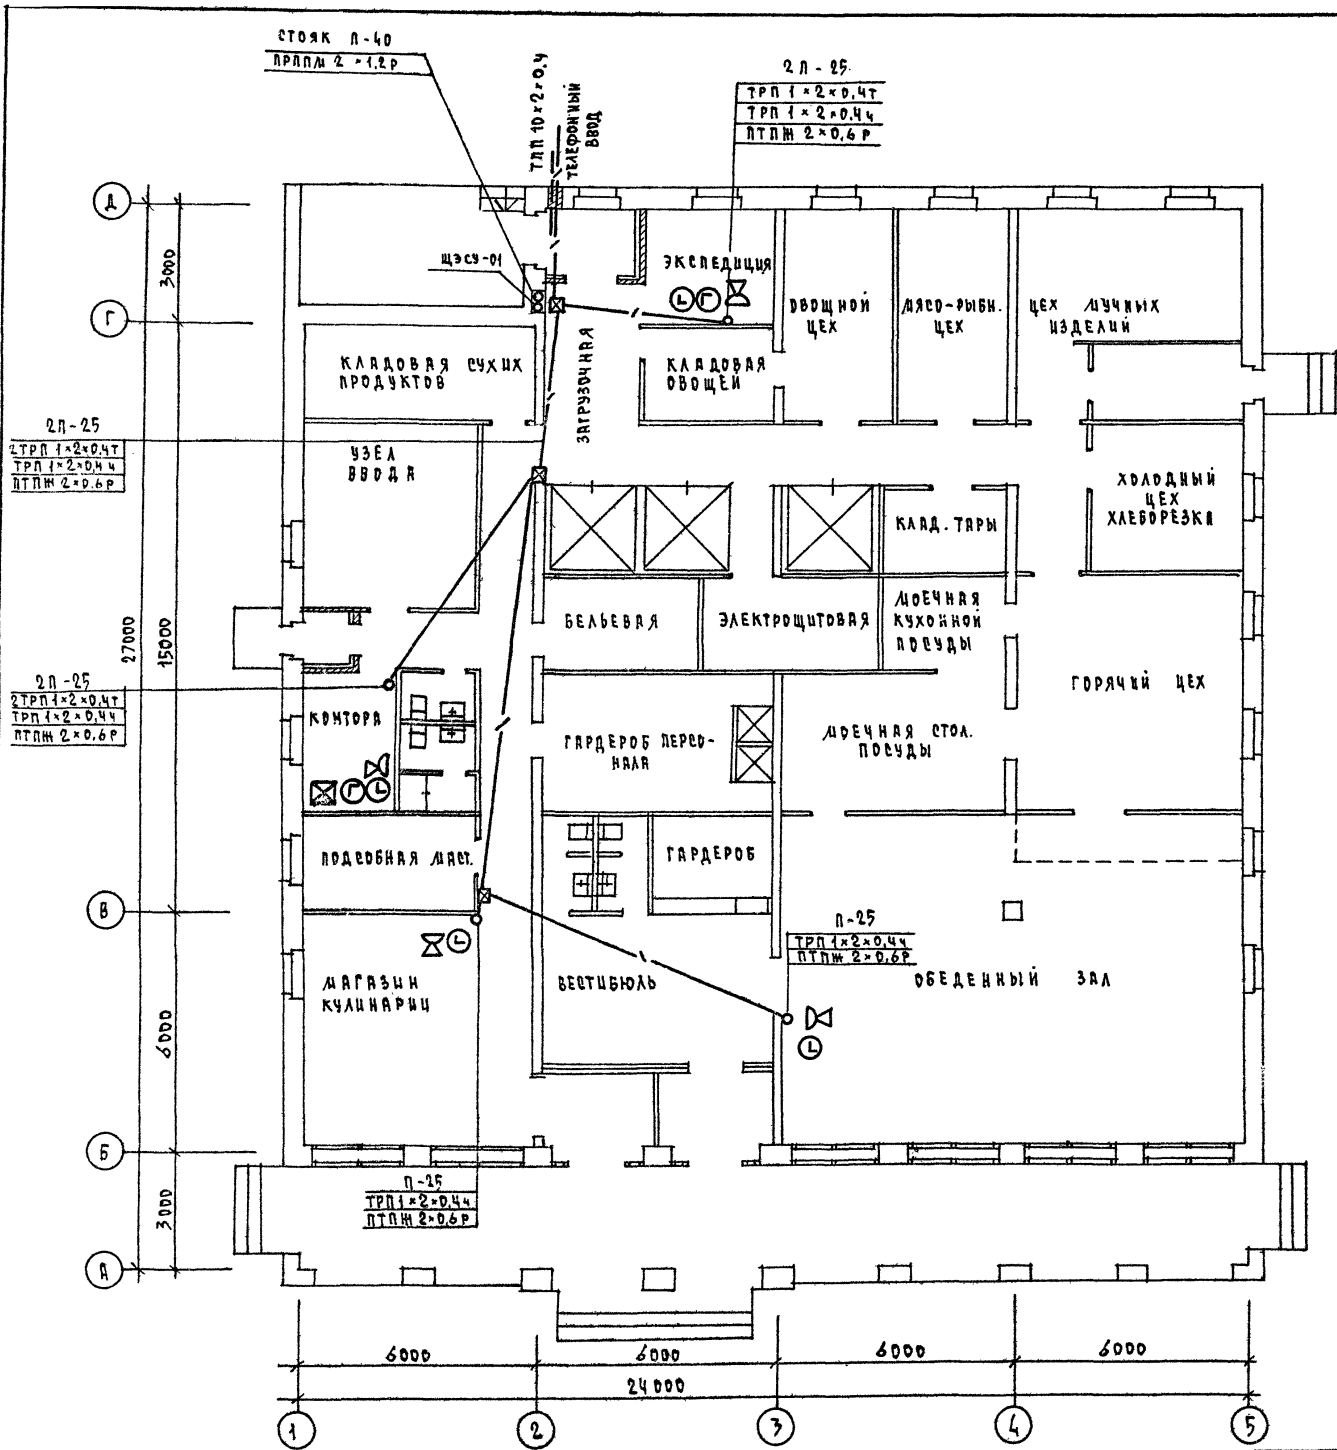 СТОЯК П-40
ПРППМ 2×1,2Р
ТПП 10×2×0,4
ТЕЛЕФОННЫЙ
ВВОД
2П-25
ТРП 1×2×0,4Т
ТРП 1×2×0,4Ч
ПТПЖ 2×0,6Р
Д
3000
ЩЭСУ-01
ЭКСПЕДИЦИЯ
Г
ОВОЩНОЙ
ЦЕХ
МЯСО-РЫБН.
ЦЕХ
ЦЕХ МУЧНЫХ
ИЗДЕЛИЙ
КЛАДОВАЯ СУХИХ
ПРОДУКТОВ
ЗАГРУЗОЧНАЯ
КЛАДОВАЯ
ОВОЩЕЙ
2П-25
2ТРП 1×2×0,4Т
ТРП 1×2×0,4Ч
ПТПЖ 2×0,6Р
УЗЕЛ
ВВОДА
ХОЛОДНЫЙ
ЦЕХ
ХЛЕБОРЕЗКА
КЛАД. ТАРЫ
27000
15000
БЕЛЬЕВАЯ
ЭЛЕКТРОЩИТОВАЯ
МОЕЧНАЯ
КУХОННОЙ
ПОСУДЫ
2П-25
2ТРП 1×2×0,4Т
ТРП 1×2×0,4Ч
ПТПЖ 2×0,6Р
КОНТОРА
ГАРДЕРОБ ПЕРСО-
НАЛА
МОЕЧНАЯ СТОЛ.
ПОСУДЫ
ГОРЯЧИЙ ЦЕХ
ПОДСОБНАЯ МАСТ.
ГАРДЕРОБ
В
П-25
ТРП 1×2×0,4Ч
ПТПЖ 2×0,6Р
МАГАЗИН
КУЛИНАРИИ
ВЕСТИБЮЛЬ
ОБЕДЕННЫЙ ЗАЛ
6000
Б
П-25
ТРП 1×2×0,4Ч
ПТПЖ 2×0,6Р
3000
А
6000 6000 6000 6000
24000
1 2 3 4 5